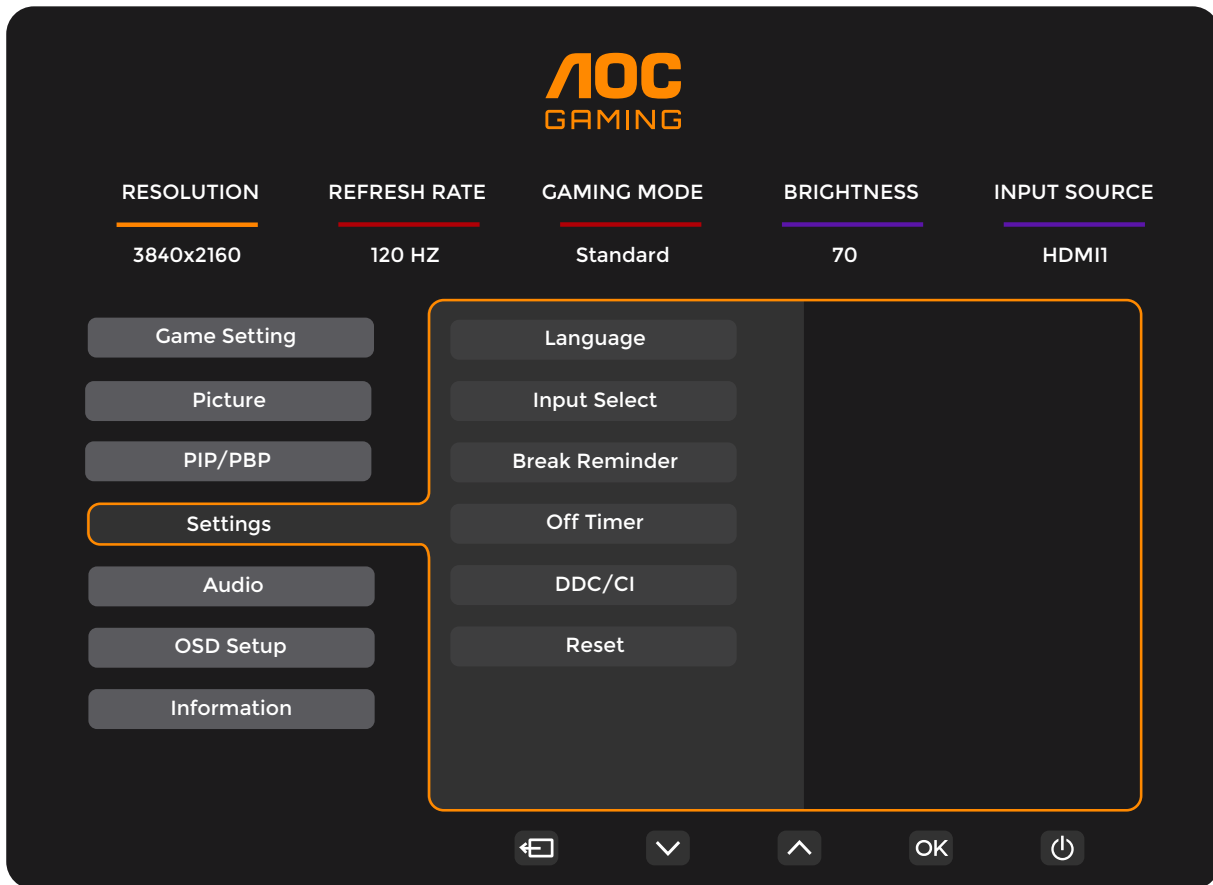 AOC
GAMING
RESOLUTION REFRESH RATE GAMING MODE BRIGHTNESS INPUT SOURCE
3840x2160 120 HZ Standard 70 HDMI1
Game Setting
Picture
PIP/PBP
Settings
Audio
OSD Setup
Information
Language
Input Select
Break Reminder
Off Timer
DDC/CI
Reset
OK